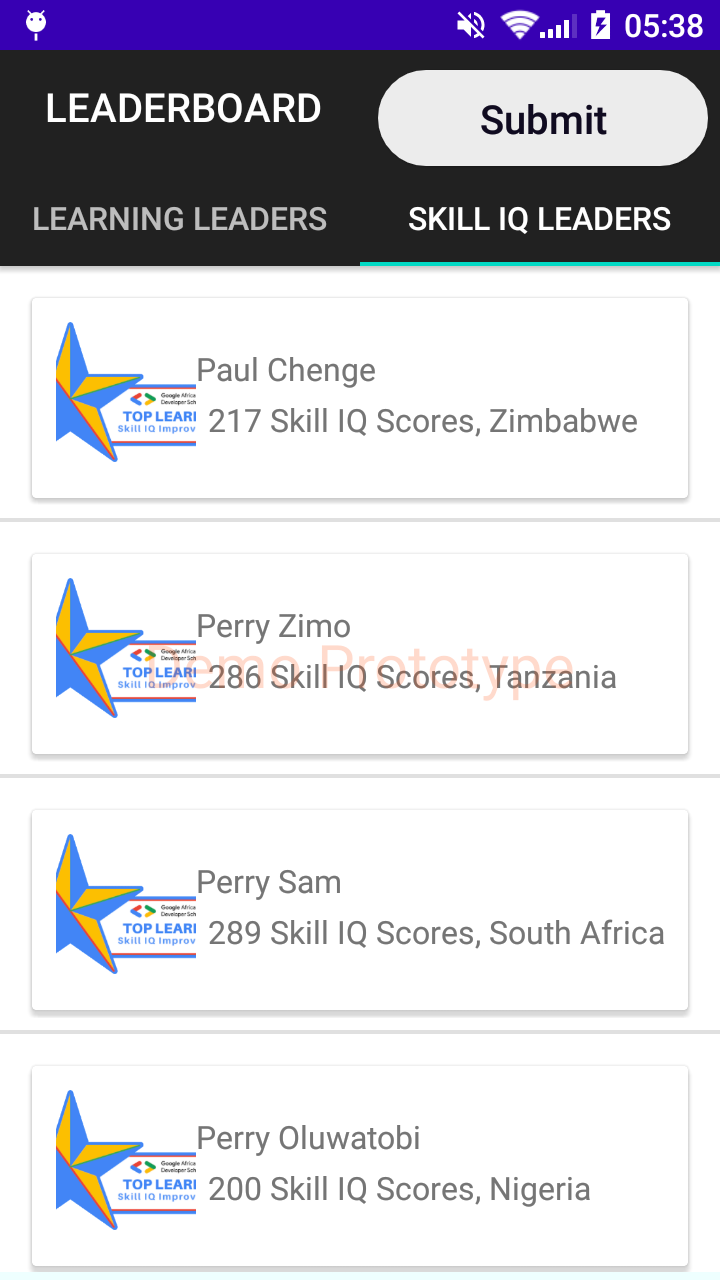 05:38
LEADERBOARD
Submit
LEARNING LEADERS
SKILL IQ LEADERS
Google Africa
Developer Sch
TOP LEARI
Skill IQ Improv
Paul Chenge
217 Skill IQ Scores, Zimbabwe
Google Africa
Developer Sch
TOP LEARI
Skill IQ Improv
Perry Zimo
Demo Prototype
286 Skill IQ Scores, Tanzania
Google Africa
Developer Sch
TOP LEARI
Skill IQ Improv
Perry Sam
289 Skill IQ Scores, South Africa
Google Africa
Developer Sch
TOP LEARI
Skill IQ Improv
Perry Oluwatobi
200 Skill IQ Scores, Nigeria